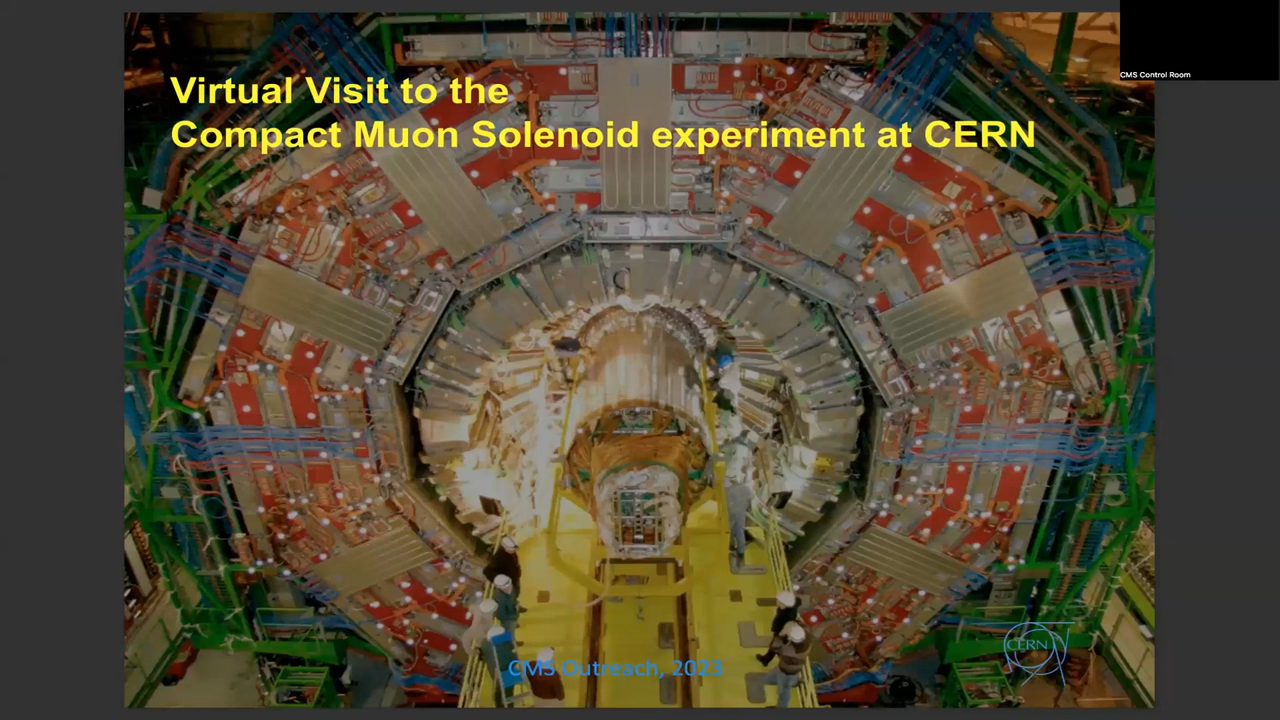 CMS Control Room
Virtual Visit to the
Compact Muon Solenoid experiment at CERN
CMS Outreach, 2023
CERN